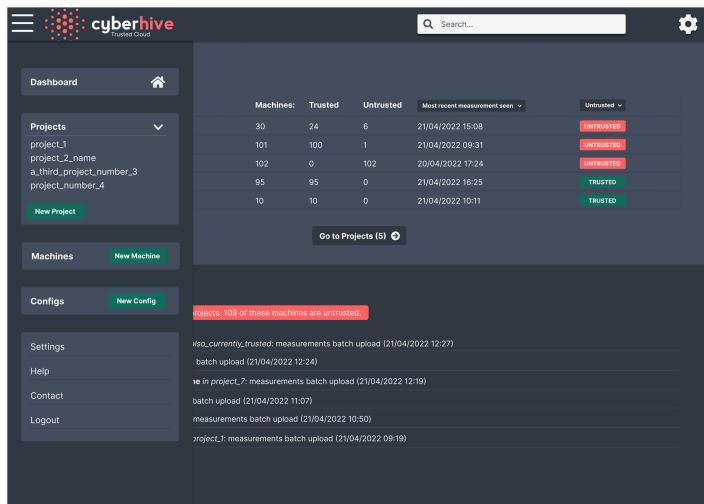 cyberhive
Trusted Cloud
Search...
Dashboard
Projects
project_1
project_2_name
a_third_project_number_3
project_number_4
New Project
Machines
New Machine
Configs
New Config
Settings
Help
Contact
Logout
Machines: Trusted Untrusted Most recent measurement seen Untrusted
30 24 6 21/04/2022 15:08 UNTRUSTED
101 100 1 21/04/2022 09:31 UNTRUSTED
102 0 102 20/04/2022 17:24 UNTRUSTED
95 95 0 21/04/2022 16:25 TRUSTED
10 10 0 21/04/2022 10:11 TRUSTED
Go to Projects (5)
projects. 109 of these machines are untrusted.
also_currently_trusted: measurements batch upload (21/04/2022 12:27)
batch upload (21/04/2022 12:24)
in project_7: measurements batch upload (21/04/2022 12:19)
batch upload (21/04/2022 11:07)
measurements batch upload (21/04/2022 10:50)
project_1: measurements batch upload (21/04/2022 09:19)